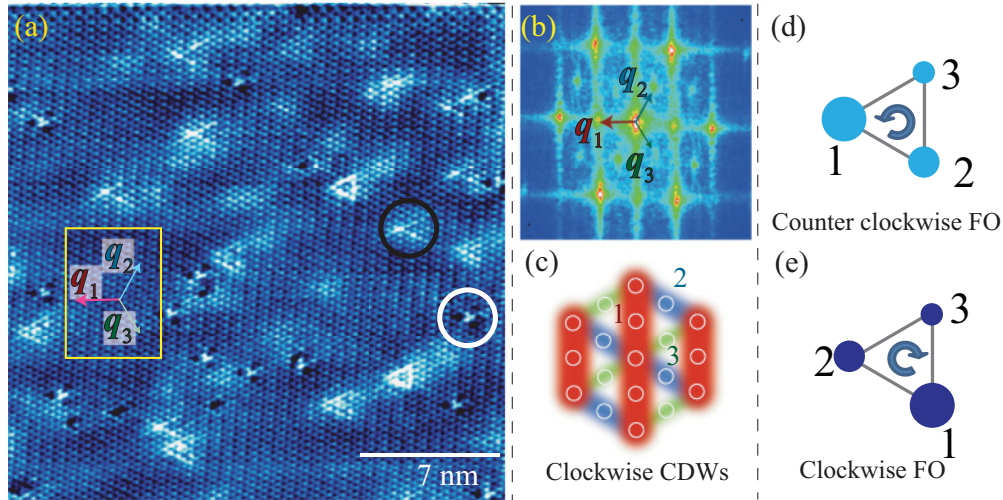 (a)
q1
q2
q3
7 nm
(b)
q2
q1
q3
(c)
2
1
3
Clockwise CDWs
(d)
3
1
2
Counter clockwise FO
(e)
3
2
1
Clockwise FO